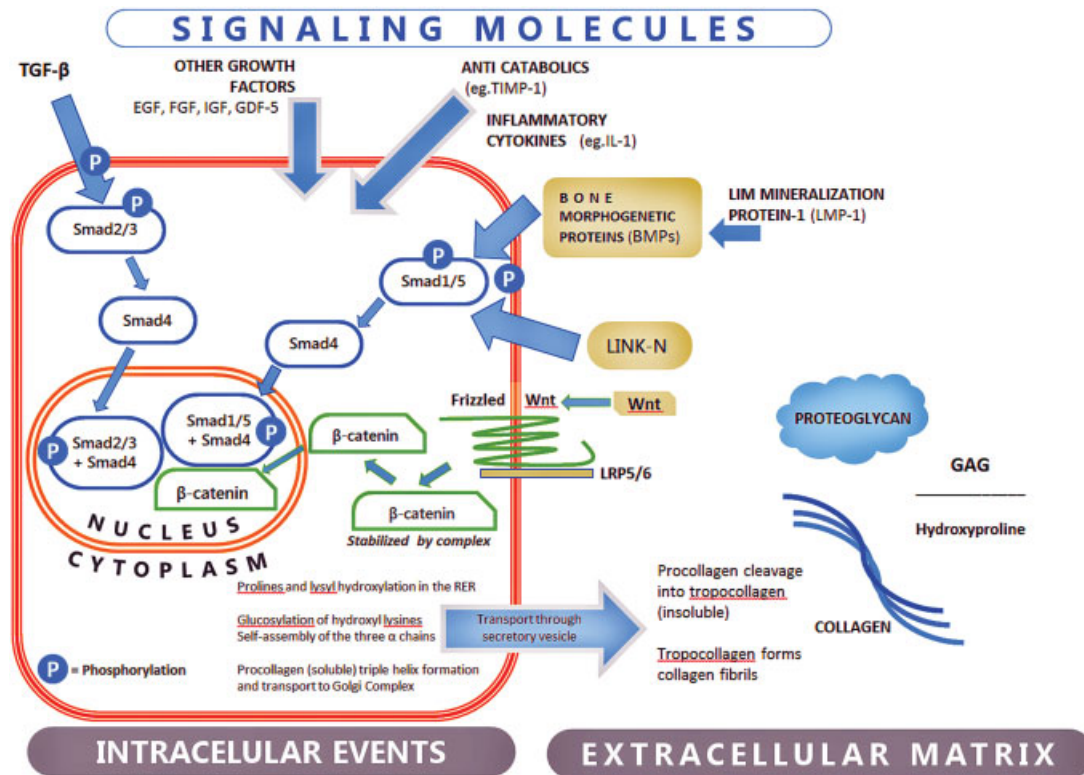 SIGNALING MOLECULES
TGF-β
OTHER GROWTH
FACTORS
EGF, FGF, IGF, GDF-5
ANTI CATABOLICS
(eg.TIMP-1)
INFLAMMATORY
CYTOKINES (eg.IL-1)
P
P
Smad2/3
BONE
MORPHOGENETIC
PROTEINS (BMPs)
LIM MINERALIZATION
PROTEIN-1 (LMP-1)
P
P
Smad1/5
Smad4
Smad4
LINK-N
Frizzled
Wnt
Wnt
LRP5/6
P
Smad2/3
+ Smad4
Smad1/5
+ Smad4
P
β-catenin
β-catenin
β-catenin
Stabilized by complex
NUCLEUS
CYTOPLASM
PROTEOGLYCAN
GAG
Hydroxyproline
COLLAGEN
Prolines and lysyl hydroxylation in the RER
Glucosylation of hydroxyl lysines
Self-assembly of the three α chains
Procollagen (soluble) triple helix formation
and transport to Golgi Complex
Transport through
secretory vesicle
Procollagen cleavage
into tropocollagen
(insoluble)
Tropocollagen forms
collagen fibrils
P = Phosphorylation
INTRACELULAR EVENTS
EXTRACELLULAR MATRIX